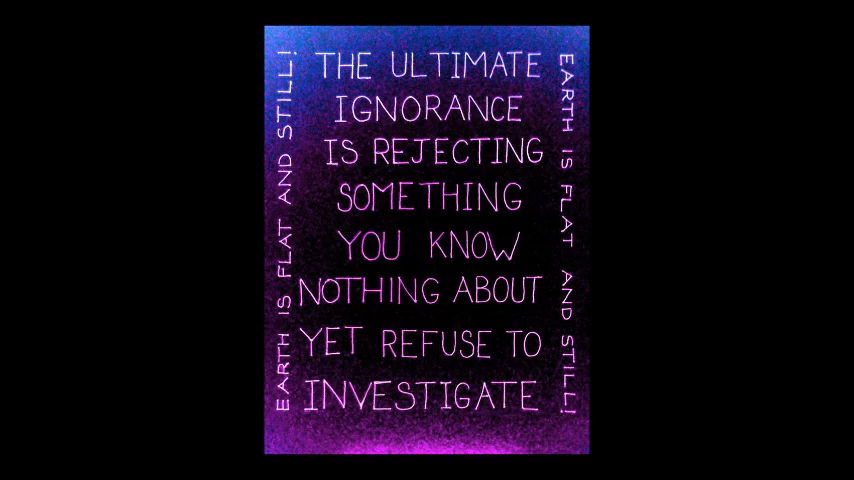 EARTH IS FLAT AND STILL!
THE ULTIMATE
IGNORANCE
IS REJECTING
SOMETHING
YOU KNOW
NOTHING ABOUT
YET REFUSE TO
INVESTIGATE
EARTH IS FLAT AND STILL!